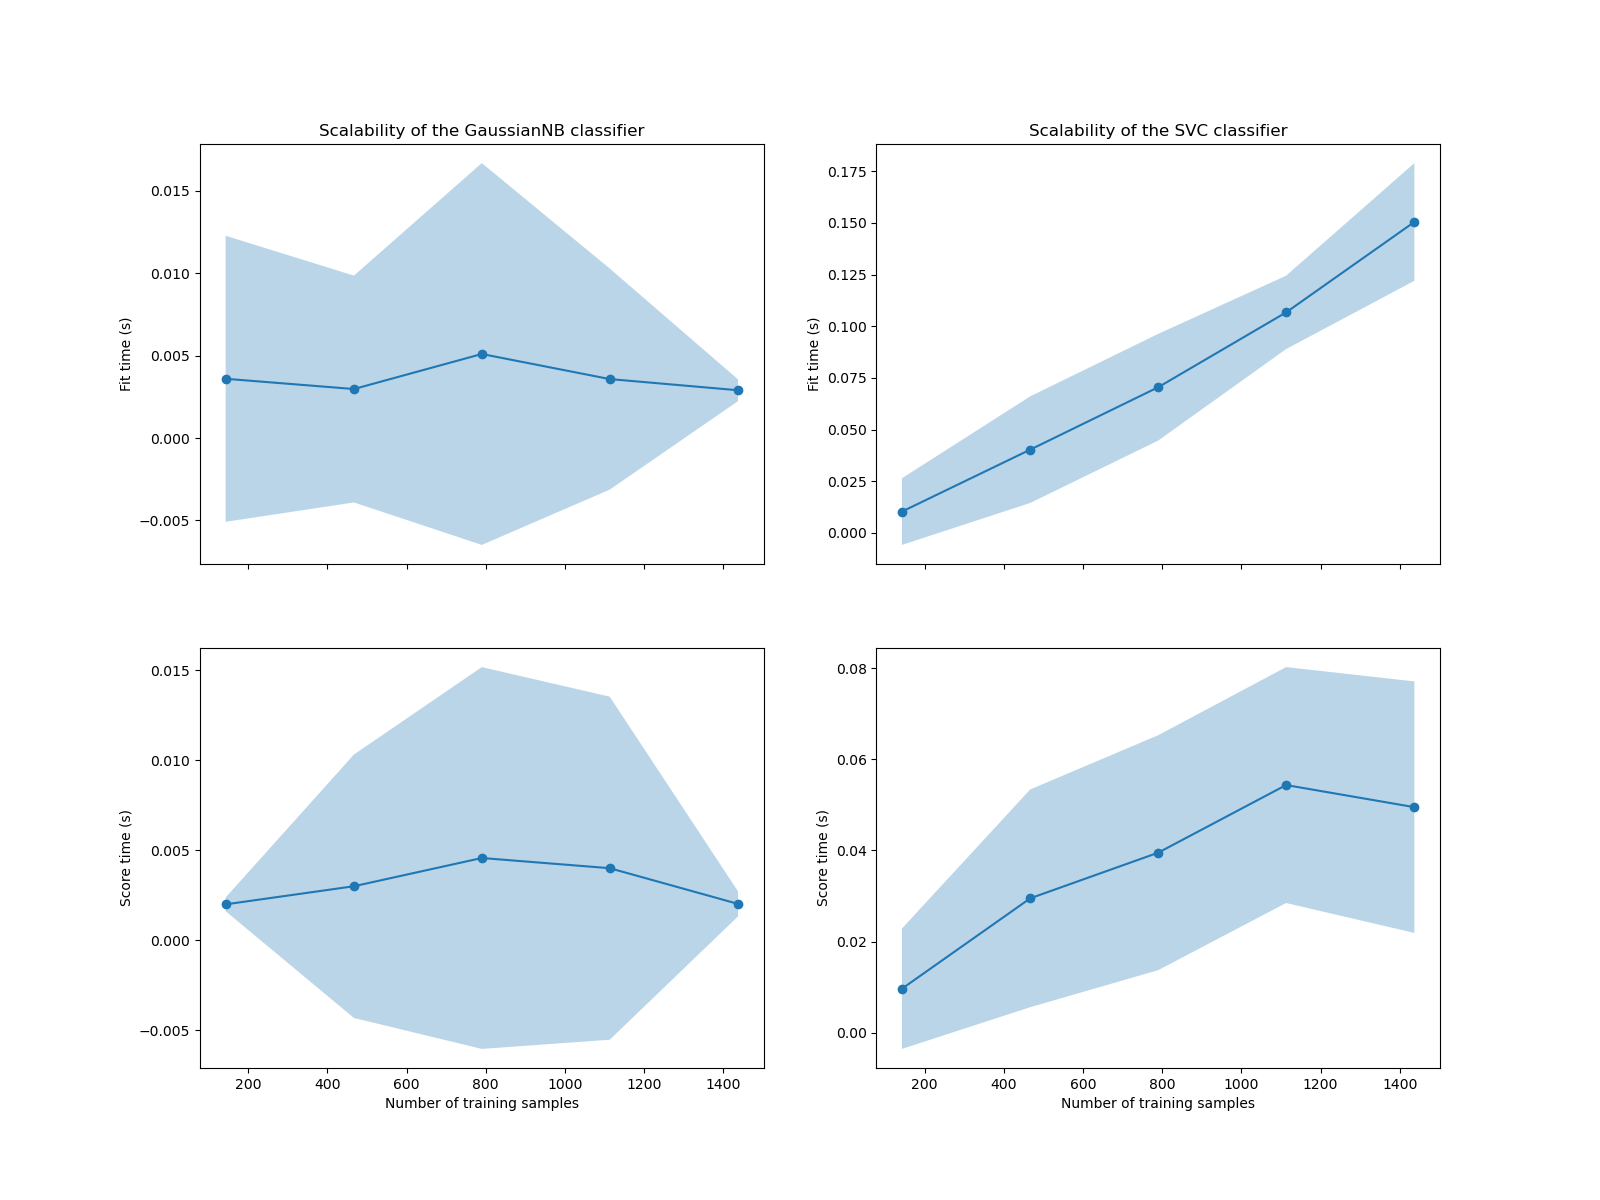 Scalability of the GaussianNB classifier
Fit time (s)
0.015
0.010
0.005
0.000
−0.005
Scalability of the SVC classifier
Fit time (s)
0.175
0.150
0.125
0.100
0.075
0.050
0.025
0.000
Score time (s)
0.015
0.010
0.005
0.000
−0.005
200 400 600 800 1000 1200 1400
Number of training samples
Score time (s)
0.08
0.06
0.04
0.02
0.00
200 400 600 800 1000 1200 1400
Number of training samples